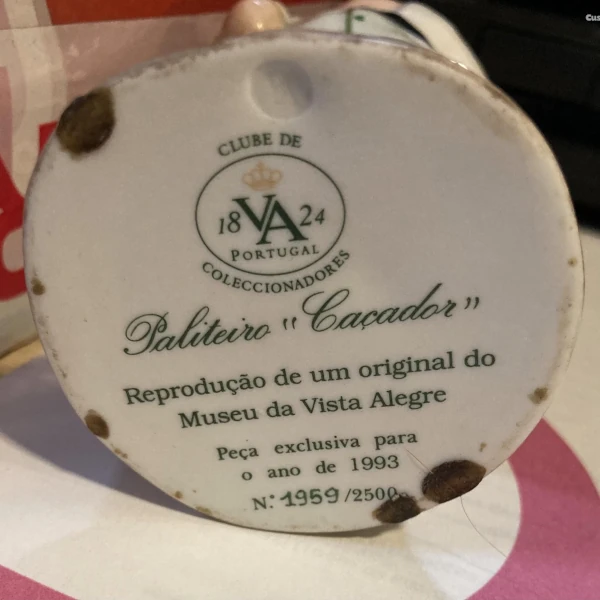 CLUBE DE
18 VA 24
PORTUGAL
COLECCIONADORES
Paliteiro "Caçador"
Reprodução de um original do
Museu da Vista Alegre
Peça exclusiva para
o ano de 1993
N.º 1959/2500